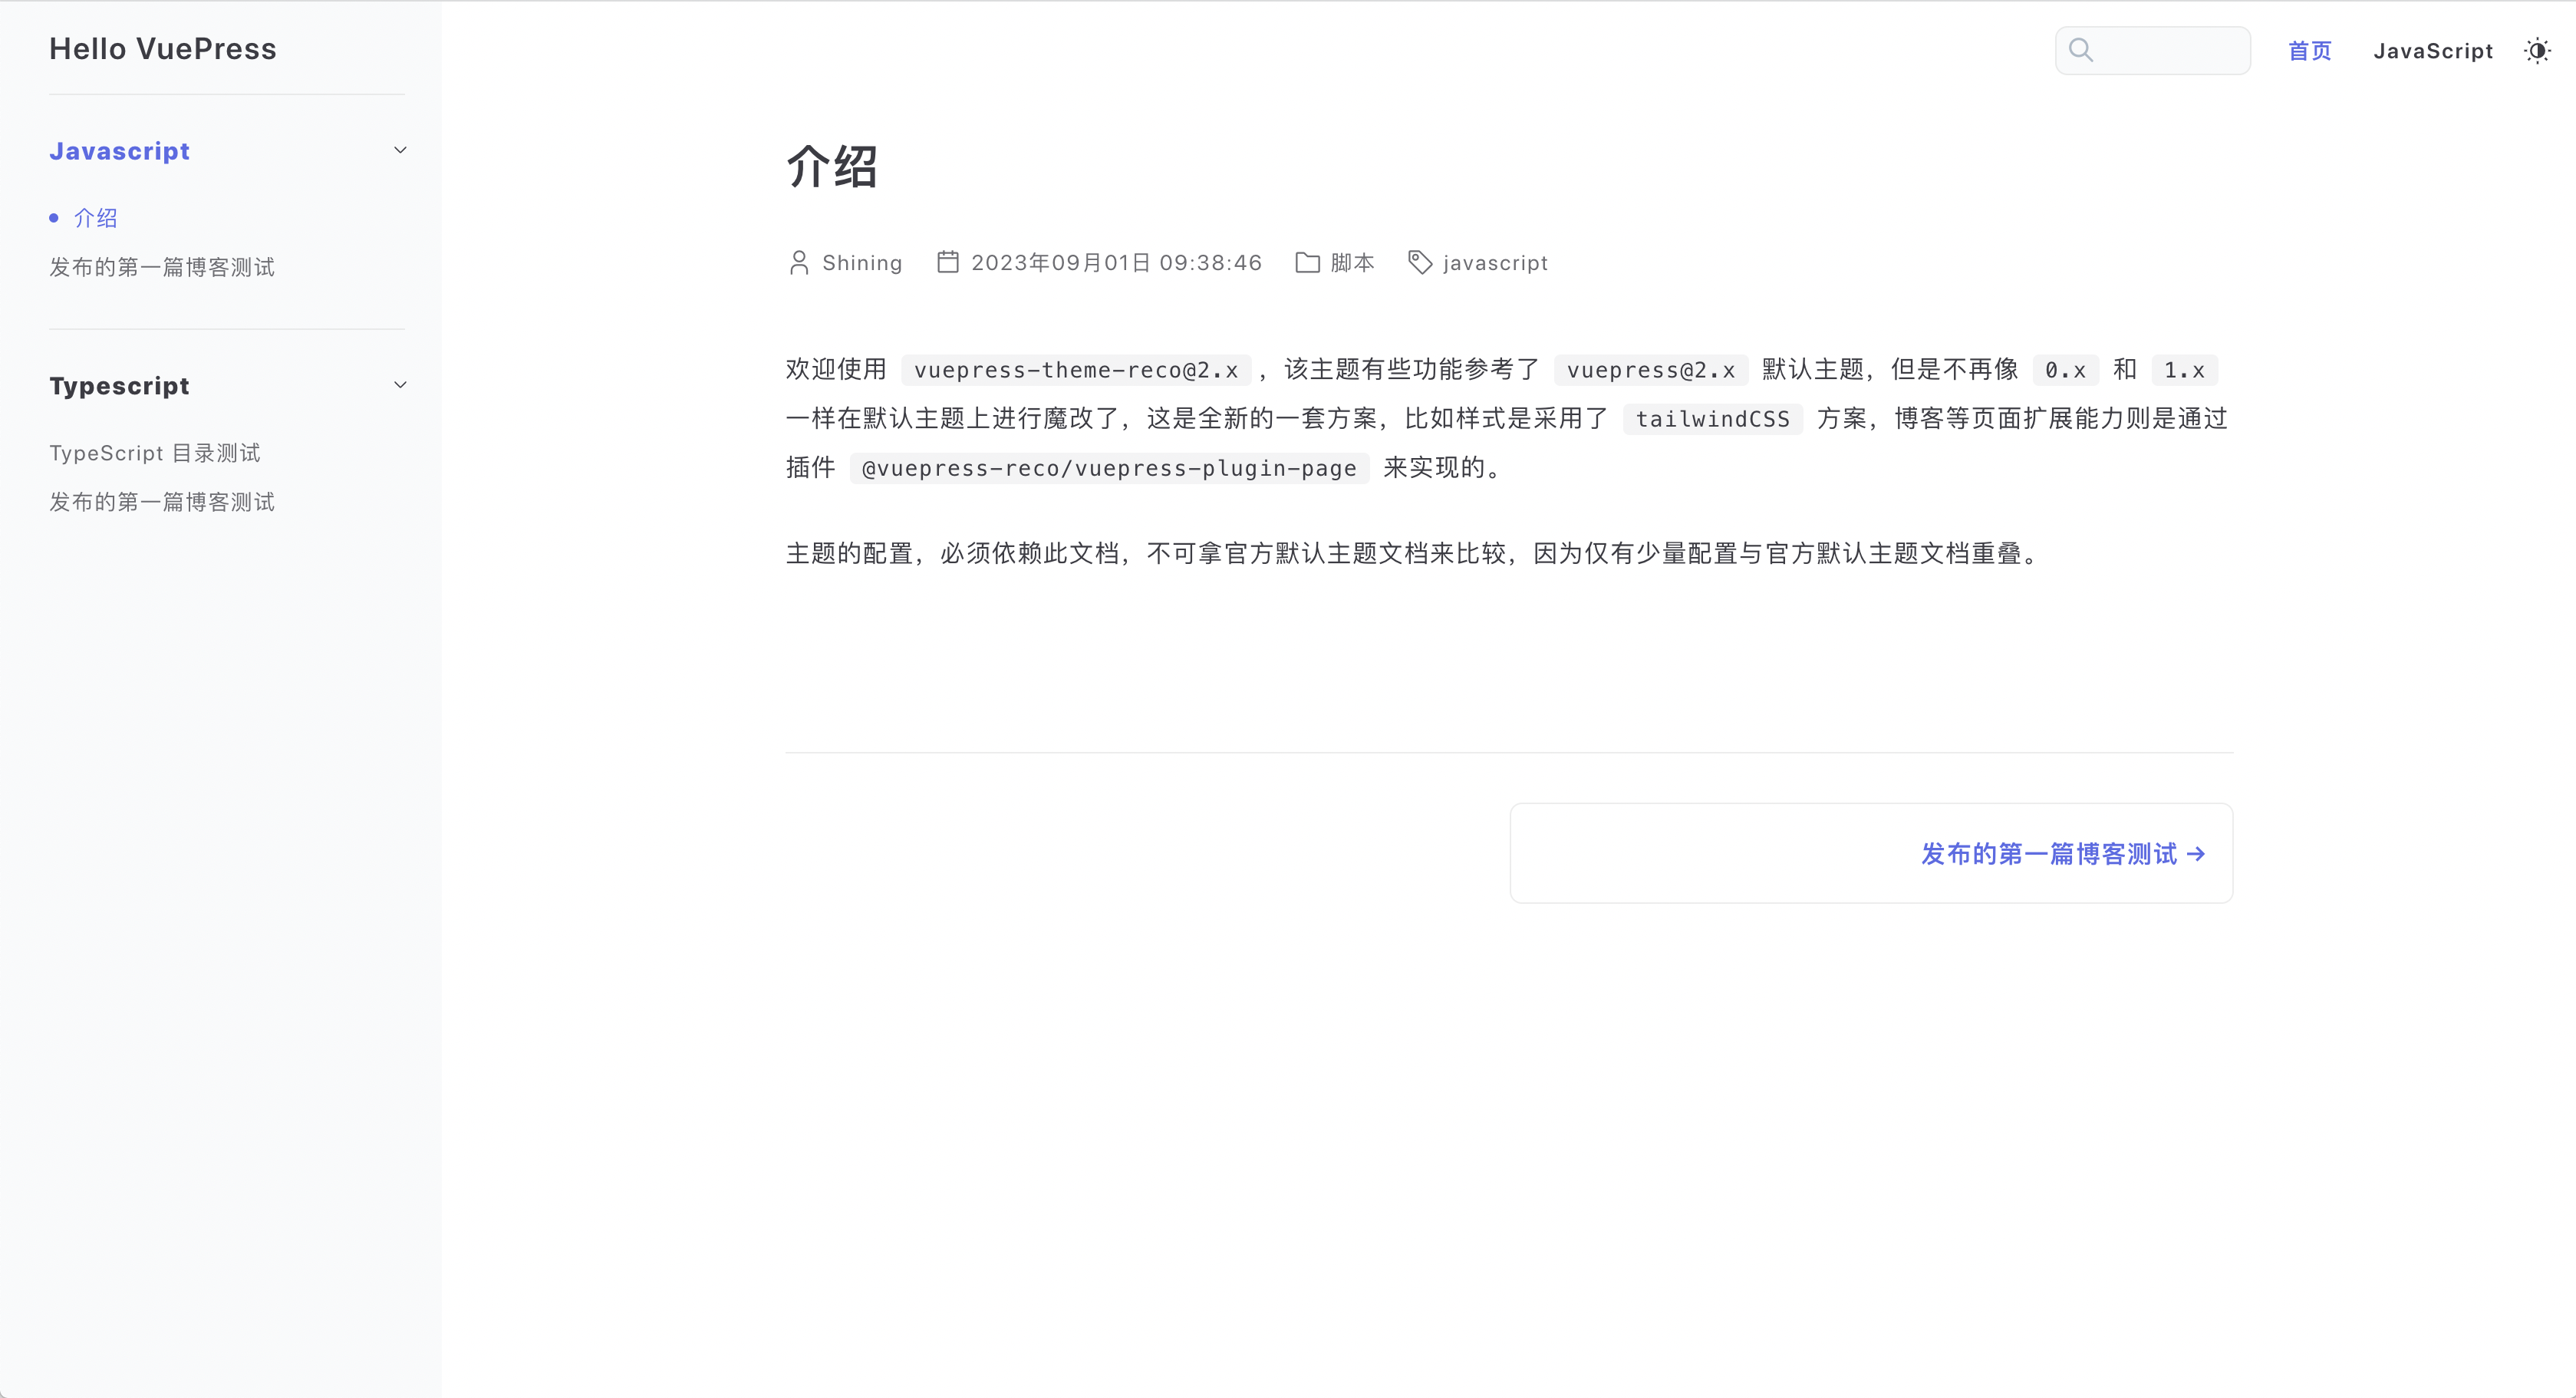 Hello VuePress
首页 JavaScript
Javascript
介绍
发布的第一篇博客测试
Typescript
TypeScript 目录测试
发布的第一篇博客测试
介绍
Shining 2023年09月01日 09:38:46 脚本 javascript
欢迎使用 vuepress-theme-reco@2.x ，该主题有些功能参考了 vuepress@2.x 默认主题，但是不再像 0.x 和 1.x
一样在默认主题上进行魔改了，这是全新的一套方案，比如样式是采用了 tailwindCSS 方案，博客等页面扩展能力则是通过
插件 @vuepress-reco/vuepress-plugin-page 来实现的。
主题的配置，必须依赖此文档，不可拿官方默认主题文档来比较，因为仅有少量配置与官方默认主题文档重叠。
发布的第一篇博客测试 →